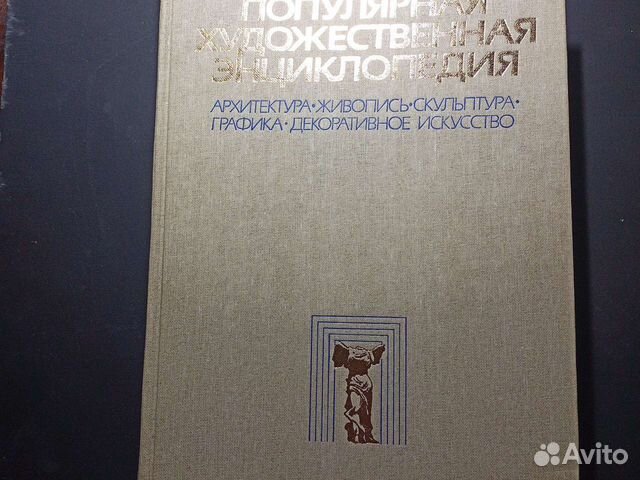 ПОПУЛЯРНАЯ
ХУДОЖЕСТВЕННАЯ
ЭНЦИКЛОПЕДИЯ
АРХИТЕКТУРА•ЖИВОПИСЬ•СКУЛЬПТУРА•
ГРАФИКА•ДЕКОРАТИВНОЕ ИСКУССТВО
Avito